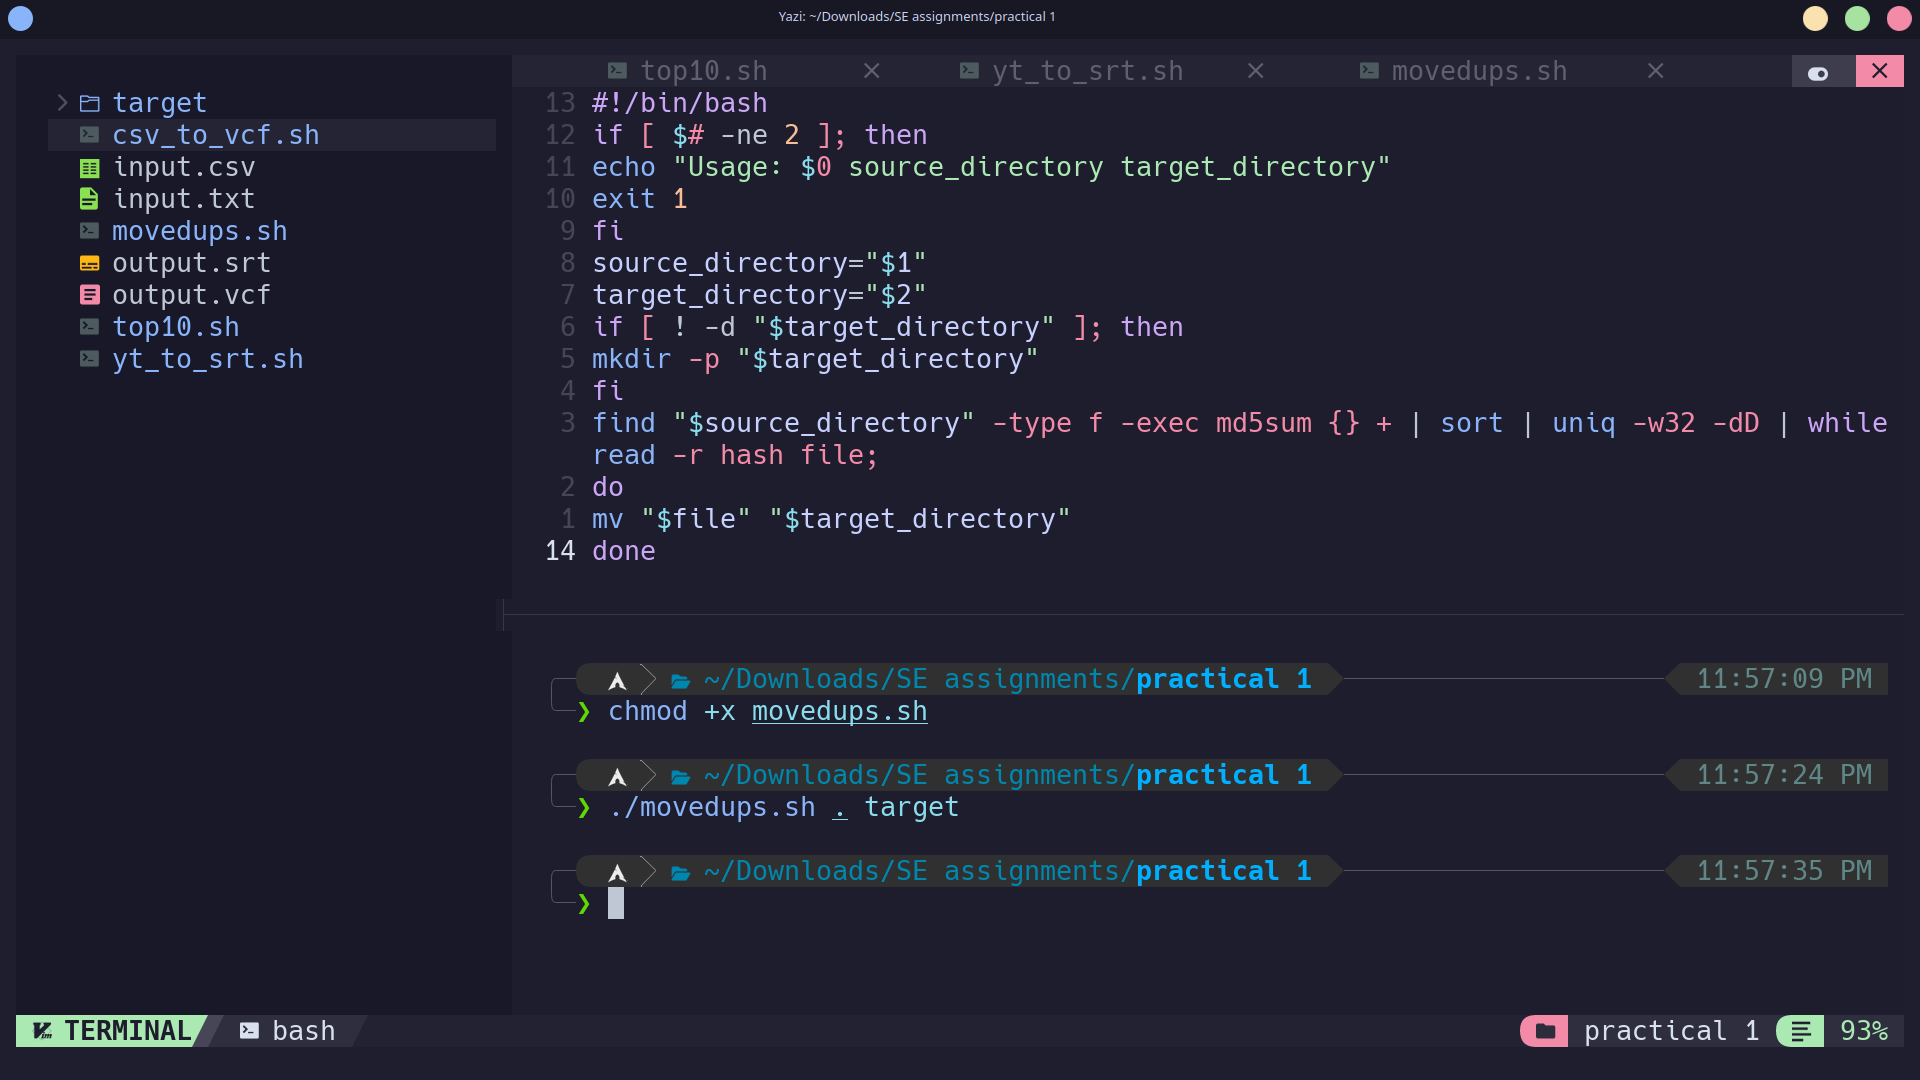 Yazi: ~/Downloads/SE assignments/practical 1
target
csv_to_vcf.sh
input.csv
input.txt
movedups.sh
output.srt
output.vcf
top10.sh
yt_to_srt.sh
top10.sh yt_to_srt.sh movedups.sh
13 #!/bin/bash
12 if [ $# -ne 2 ]; then
11 echo "Usage: $0 source_directory target_directory"
10 exit 1
9 fi
8 source_directory="$1"
7 target_directory="$2"
6 if [ ! -d "$target_directory" ]; then
5 mkdir -p "$target_directory"
4 fi
3 find "$source_directory" -type f -exec md5sum {} + | sort | uniq -w32 -dD | while
read -r hash file;
2 do
1 mv "$file" "$target_directory"
14 done
~/Downloads/SE assignments/practical 1 11:57:09 PM
❯ chmod +x movedups.sh
~/Downloads/SE assignments/practical 1 11:57:24 PM
❯ ./movedups.sh . target
~/Downloads/SE assignments/practical 1 11:57:35 PM
❯
TERMINAL bash practical 1 93%